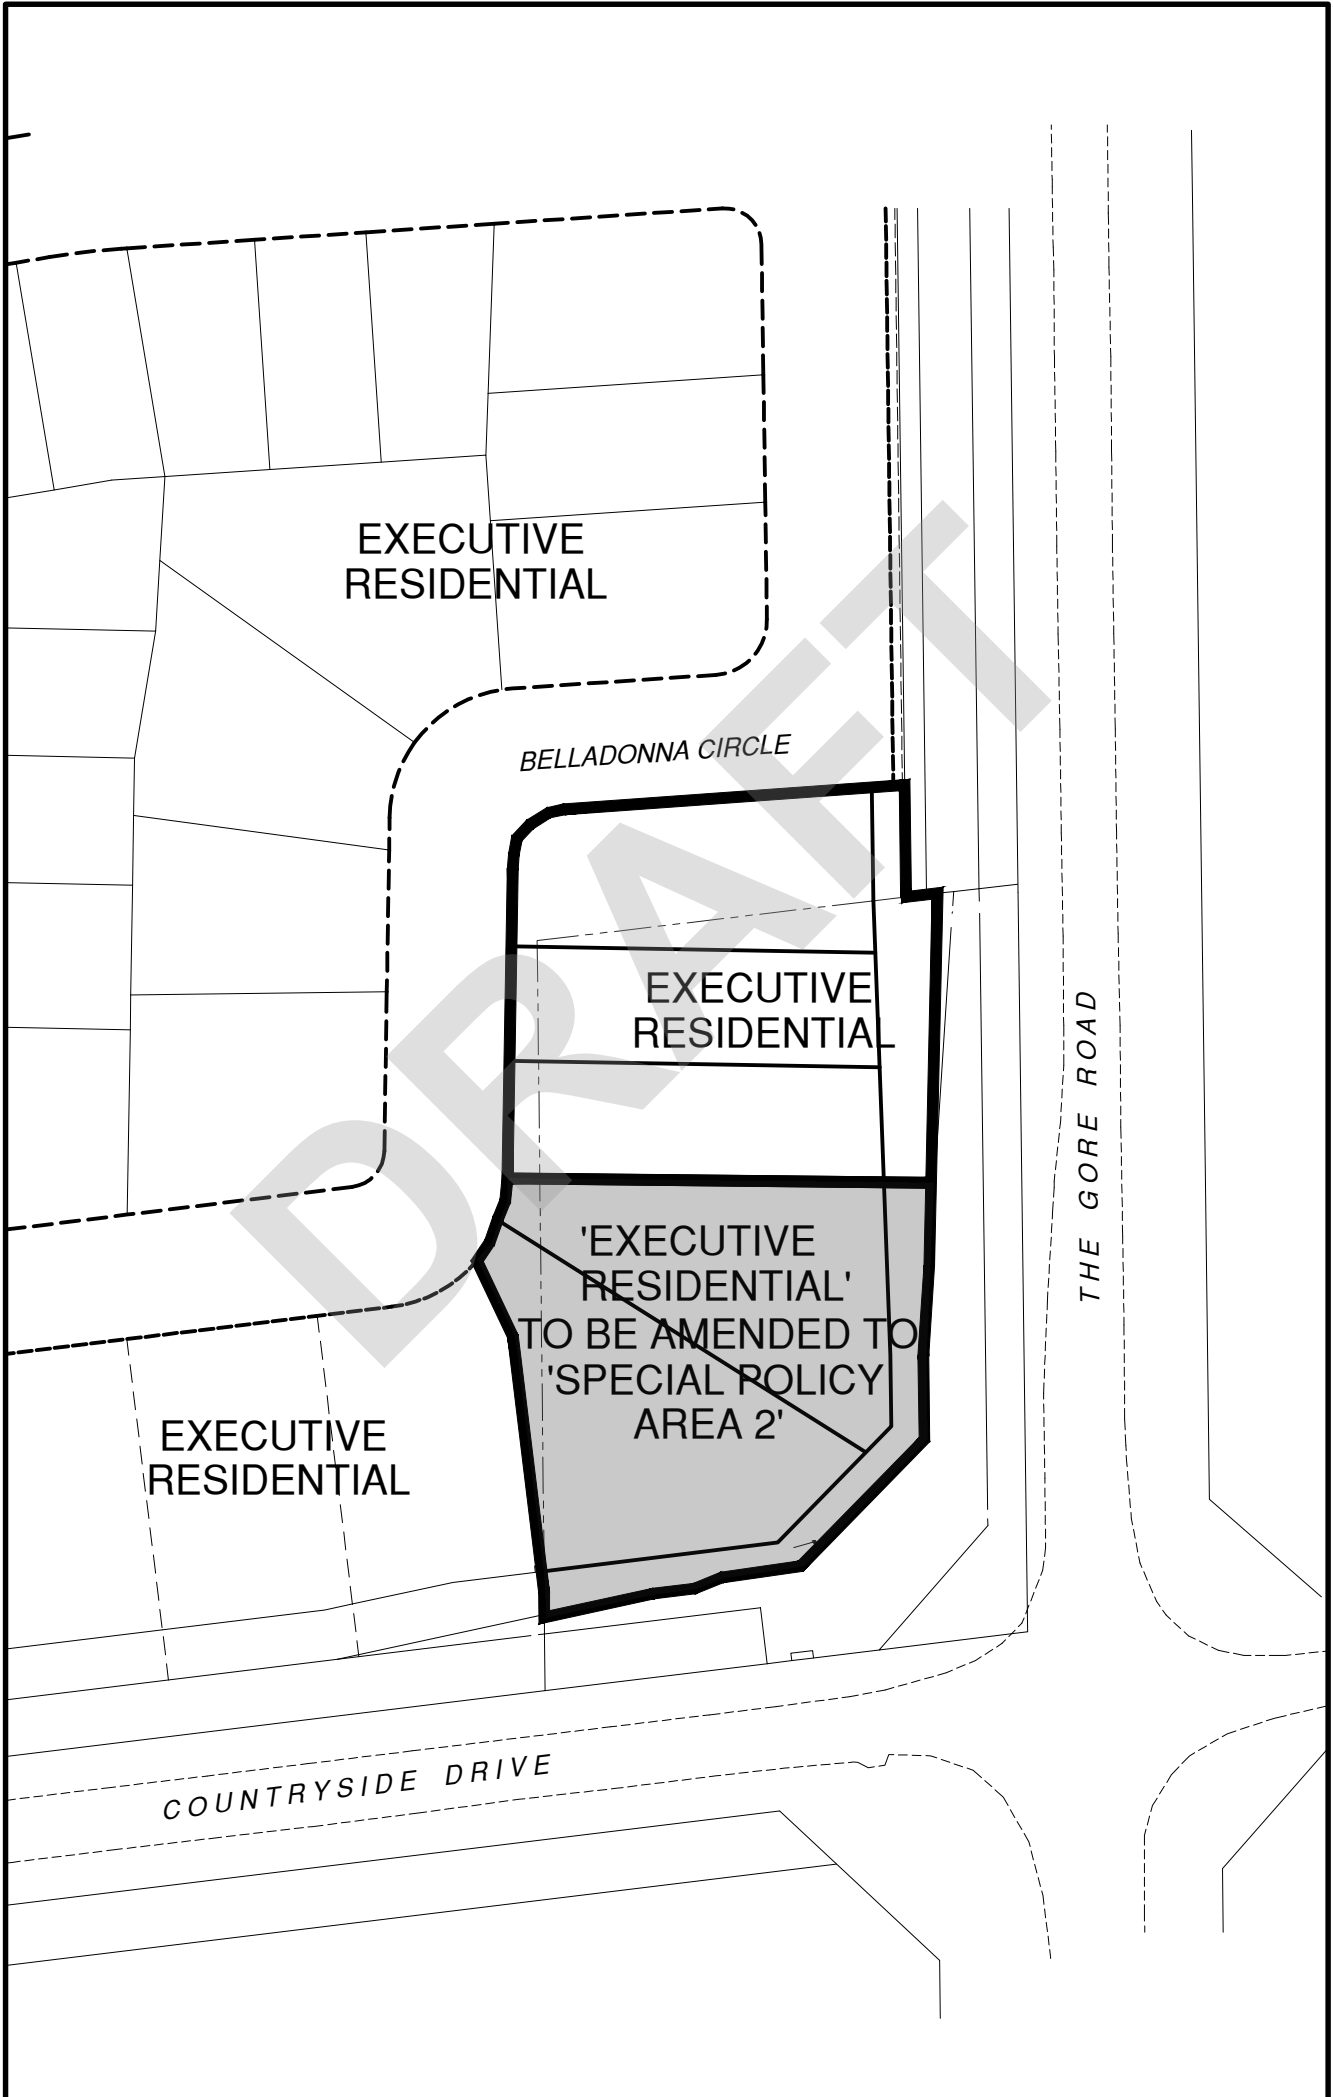 EXECUTIVE
RESIDENTIAL
BELLADONNA CIRCLE
EXECUTIVE
RESIDENTIAL
THE GORE ROAD
'EXECUTIVE
RESIDENTIAL'
TO BE AMENDED TO
'SPECIAL POLICY
AREA 2'
EXECUTIVE
RESIDENTIAL
COUNTRYSIDE DRIVE
DRAFT